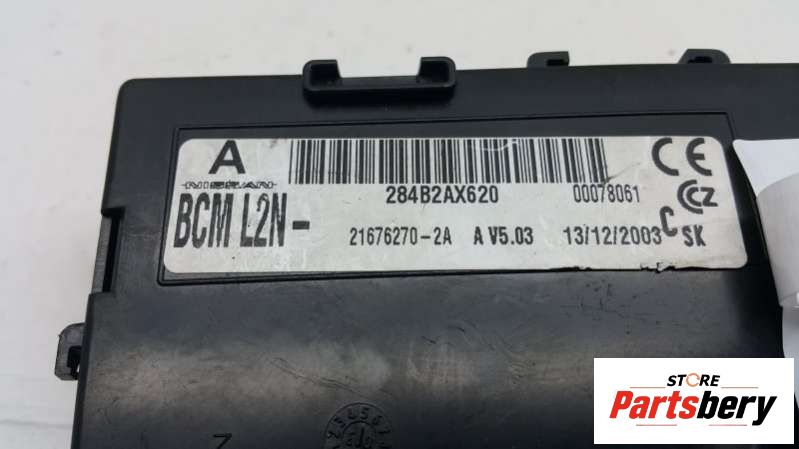 A
NISSAN
284B2AX620 00078061
BCM L2N-
21676270-2A A V5.03 13/12/2003
CE
CZ
C SK
STORE
Partsbery
Z